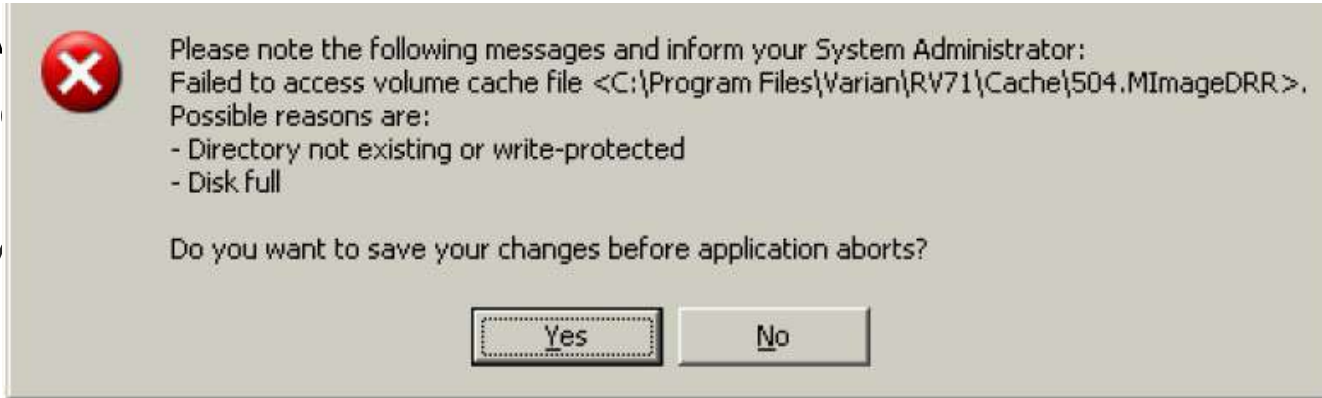 Please note the following messages and inform your System Administrator:
Failed to access volume cache file <C:\Program Files\Varian\RV71\Cache\504.MImageDRR>.
Possible reasons are:
- Directory not existing or write-protected
- Disk full
Do you want to save your changes before application aborts?
Yes
No